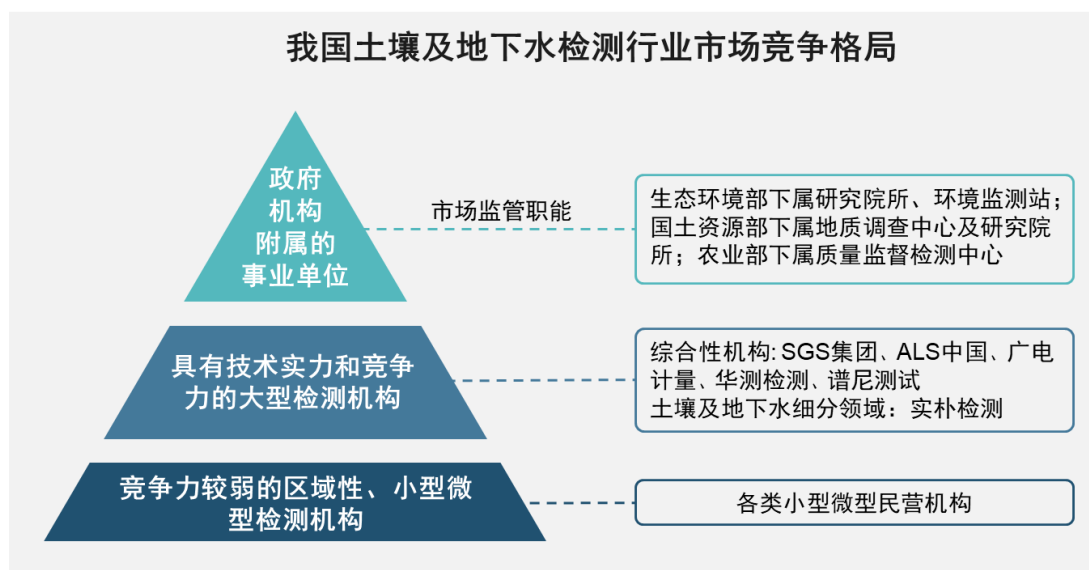 我国土壤及地下水检测行业市场竞争格局
政府
机构
附属的
事业单位
市场监管职能
生态环境部下属研究院所、环境监测站；
国土资源部下属地质调查中心及研究院
所；农业部下属质量监督检测中心
具有技术实力和竞争
力的大型检测机构
综合性机构: SGS集团、ALS中国、广电
计量、华测检测、谱尼测试
土壤及地下水细分领域：实朴检测
竞争力较弱的区域性、小型微
型检测机构
各类小型微型民营机构